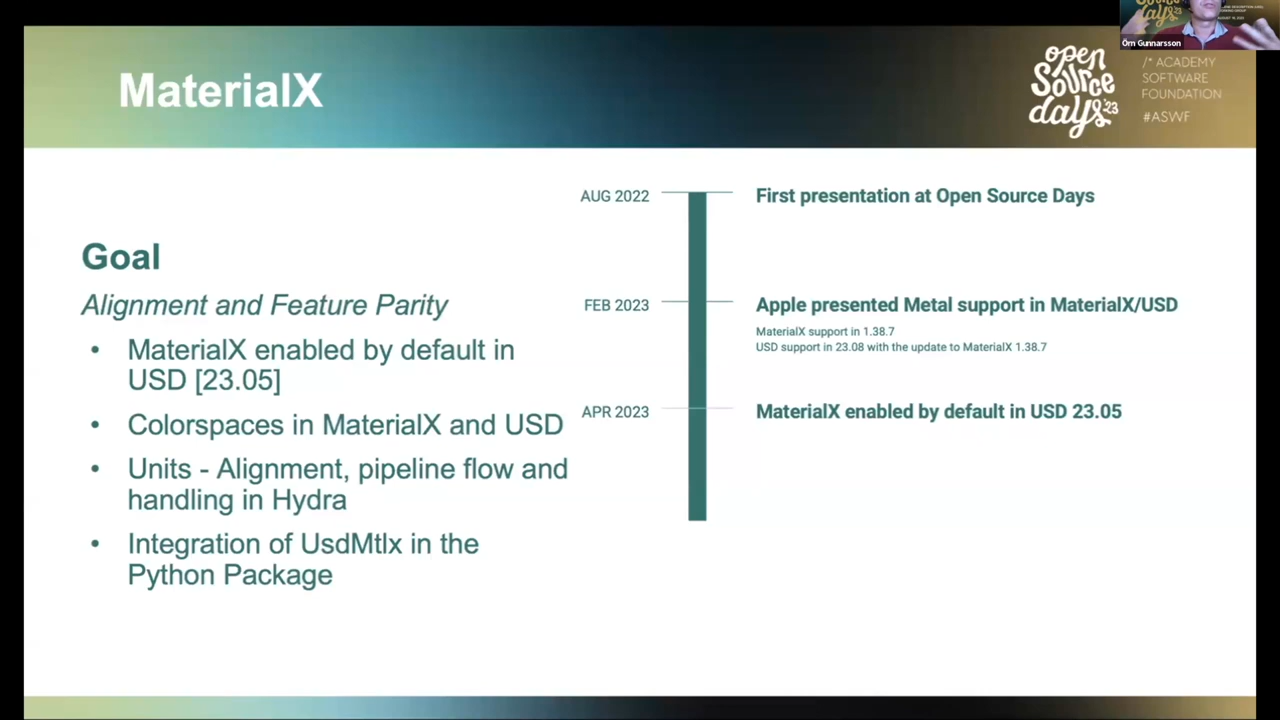 MaterialX
open
Source
days '23
/* ACADEMY
SOFTWARE
FOUNDATION
#ASWF
Örn Gunnarsson
Goal
Alignment and Feature Parity
• MaterialX enabled by default in
USD [23.05]
• Colorspaces in MaterialX and USD
• Units - Alignment, pipeline flow and
handling in Hydra
• Integration of UsdMtlx in the
Python Package
AUG 2022
First presentation at Open Source Days
FEB 2023
Apple presented Metal support in MaterialX/USD
MaterialX support in 1.38.7
USD support in 23.08 with the update to MaterialX 1.38.7
APR 2023
MaterialX enabled by default in USD 23.05